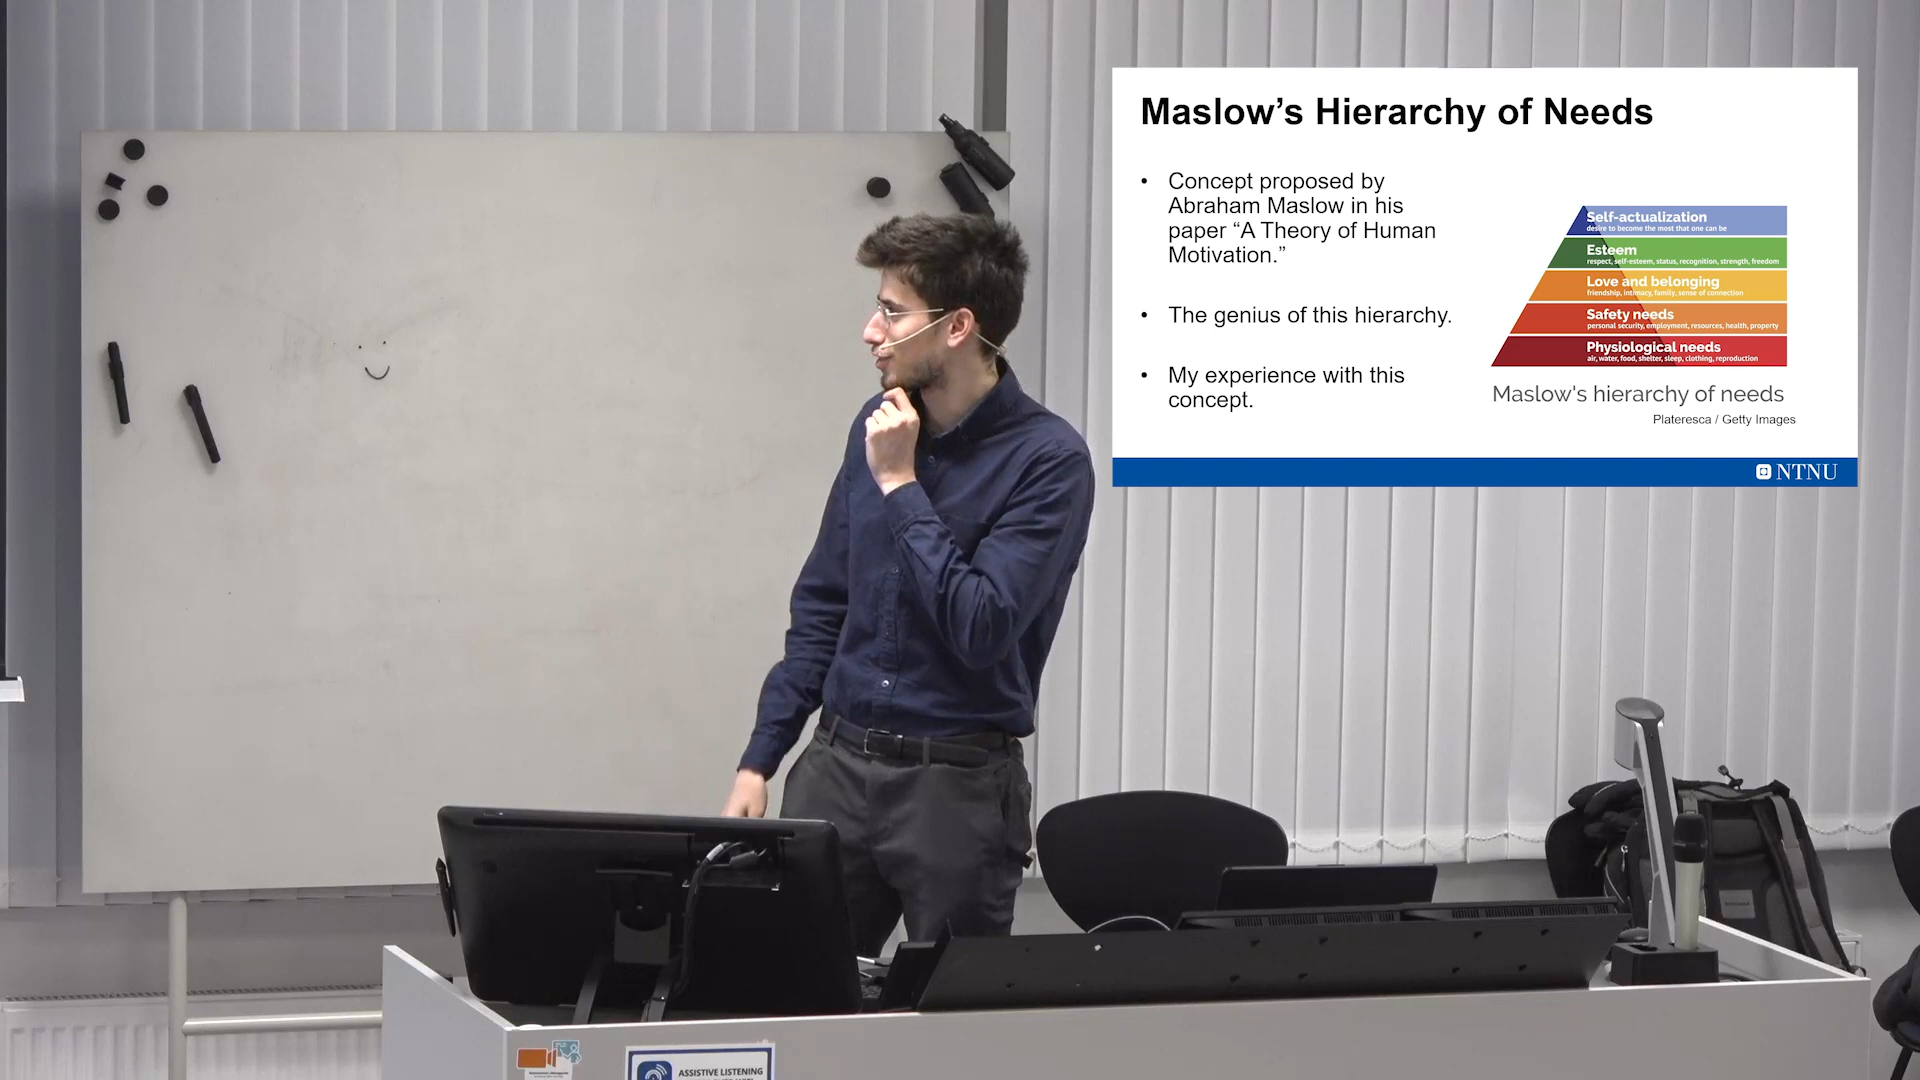 Maslow’s Hierarchy of Needs
• Concept proposed by
Abraham Maslow in his
paper “A Theory of Human
Motivation.”
• The genius of this hierarchy.
• My experience with this
concept.
Self-actualization
desire to become the most that one can be
Esteem
respect, self-esteem, status, recognition, strength, freedom
Love and belonging
friendship, intimacy, family, sense of connection
Safety needs
personal security, employment, resources, health, property
Physiological needs
air, water, food, shelter, sleep, clothing, reproduction
Maslow's hierarchy of needs
Plateresca / Getty Images
NTNU
ASSISTIVE LISTENING